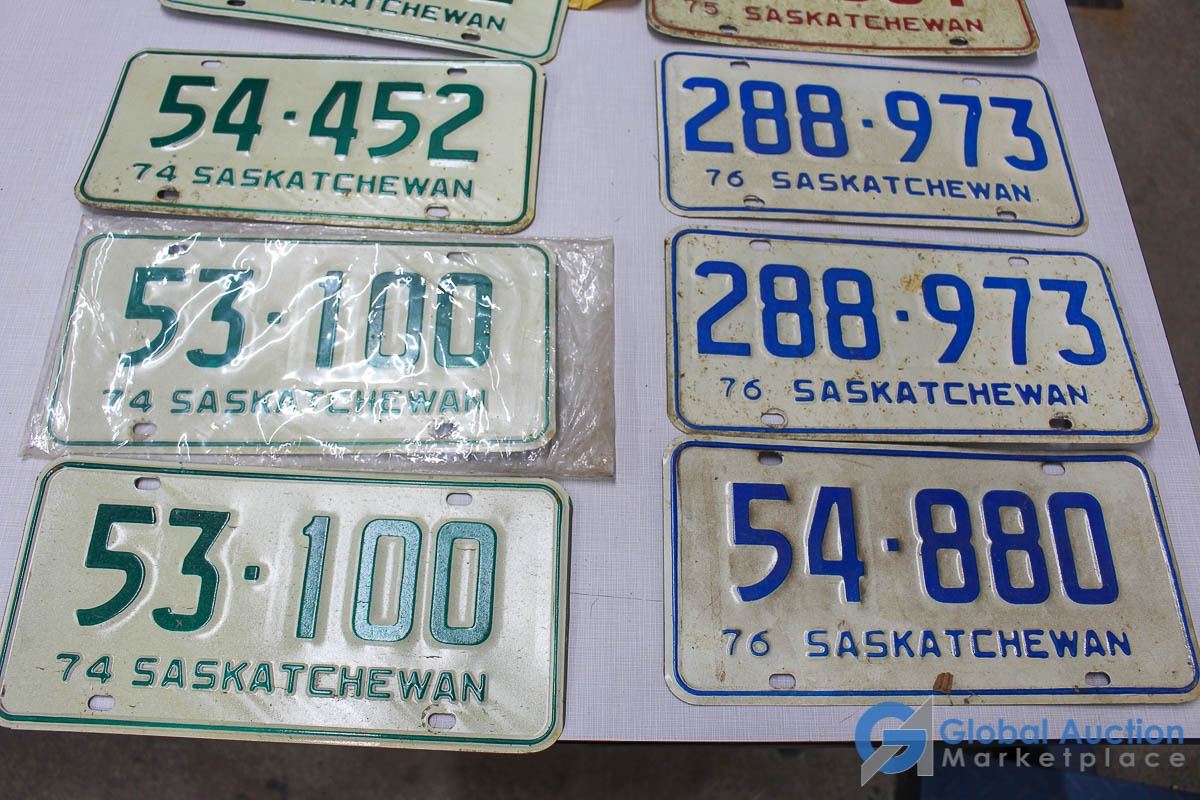 SASKATCHEWAN
75 SASKATCHEWAN
54·452
74 SASKATCHEWAN
288·973
76 SASKATCHEWAN
53·100
74 SASKATCHEWAN
288·973
76 SASKATCHEWAN
53·100
74 SASKATCHEWAN
54·880
76 SASKATCHEWAN
Global Auction
Marketplace